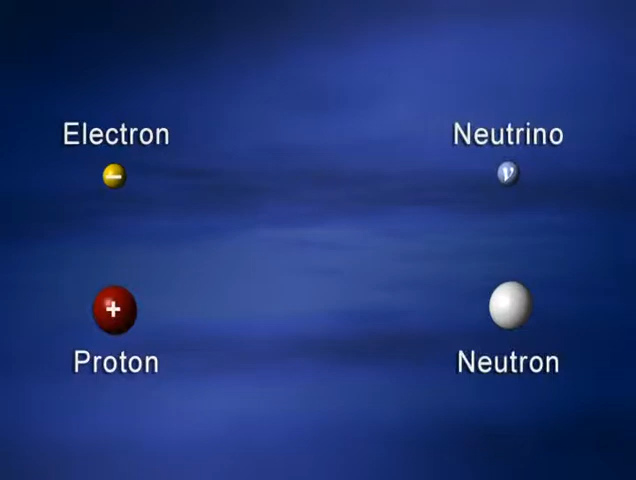 Electron
Neutrino
−
ν
+
Proton
Neutron